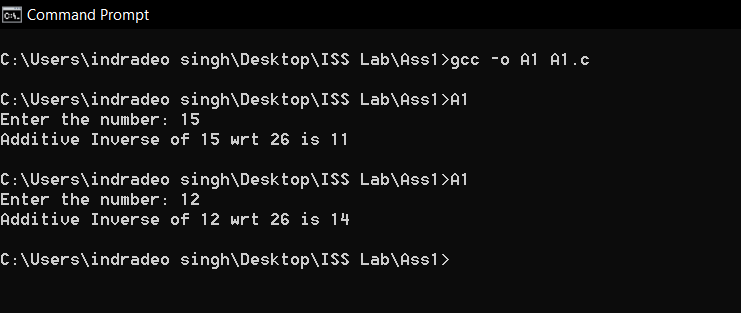 Command Prompt
C:\Users\indradeo singh\Desktop\ISS Lab\Ass1>gcc -o A1 A1.c
C:\Users\indradeo singh\Desktop\ISS Lab\Ass1>A1
Enter the number: 15
Additive Inverse of 15 wrt 26 is 11
C:\Users\indradeo singh\Desktop\ISS Lab\Ass1>A1
Enter the number: 12
Additive Inverse of 12 wrt 26 is 14
C:\Users\indradeo singh\Desktop\ISS Lab\Ass1>